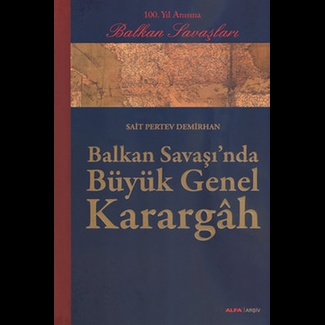 100. Yıl Anısına
Balkan Savaşları
SAİT PERTEV DEMİRHAN
Balkan Savaşı'nda
Büyük Genel
Karargâh
ALFA | ARŞİV